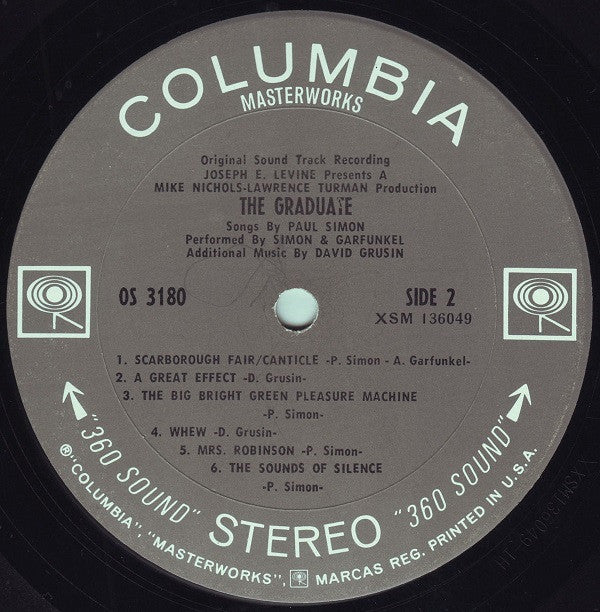 COLUMBIA
MASTERWORKS
Original Sound Track Recording
JOSEPH E. LEVINE Presents A
MIKE NICHOLS-LAWRENCE TURMAN Production
THE GRADUATE
Songs By PAUL SIMON
Performed By SIMON & GARFUNKEL
Additional Music By DAVID GRUSIN
OS 3180
SIDE 2
XSM 136049
1. SCARBOROUGH FAIR/CANTICLE -P. Simon - A. Garfunkel-
2. A GREAT EFFECT -D. Grusin-
3. THE BIG BRIGHT GREEN PLEASURE MACHINE
-P. Simon-
4. WHEW -D. Grusin-
5. MRS. ROBINSON -P. Simon-
6. THE SOUNDS OF SILENCE
-P. Simon-
"360 SOUND" STEREO "360 SOUND"
®"COLUMBIA", "MASTERWORKS", MARCAS REG. PRINTED IN U.S.A.